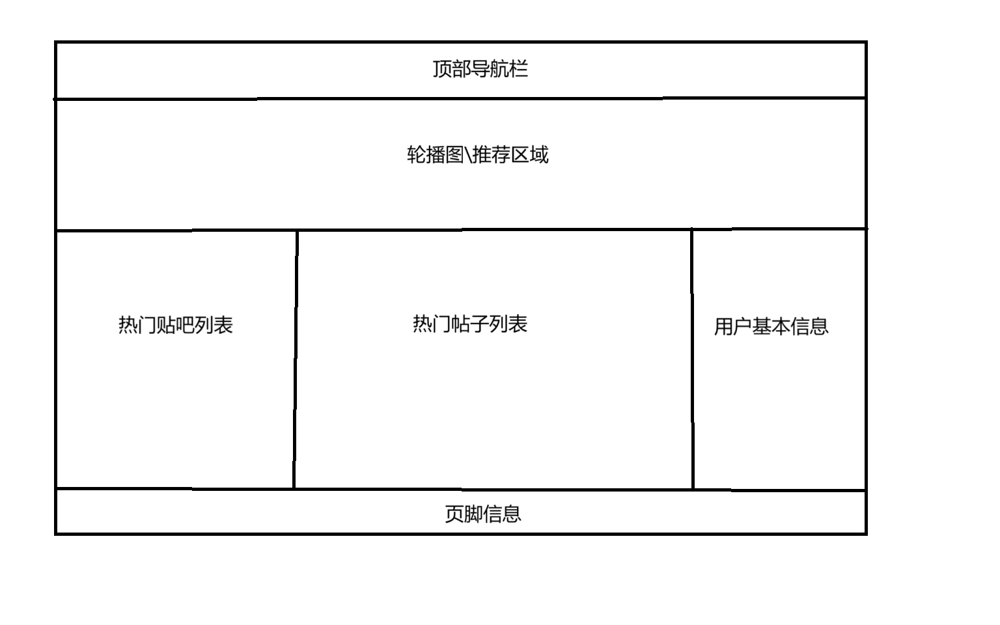 顶部导航栏
轮播图\推荐区域
热门贴吧列表
热门帖子列表
用户基本信息
页脚信息